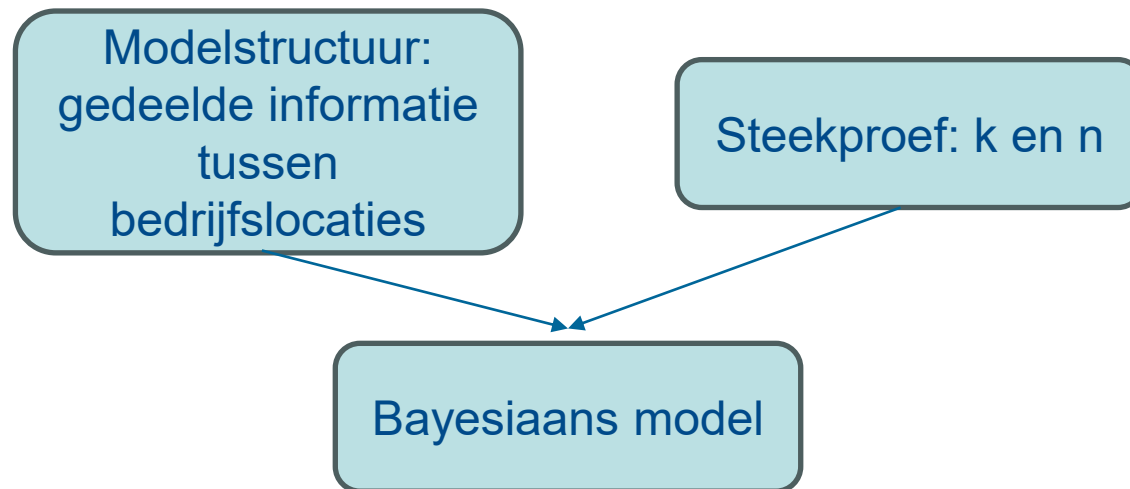 Modelstructuur:
gedeelde informatie
tussen
bedrijfslocaties
Steekproef: k en n
Bayesiaans model